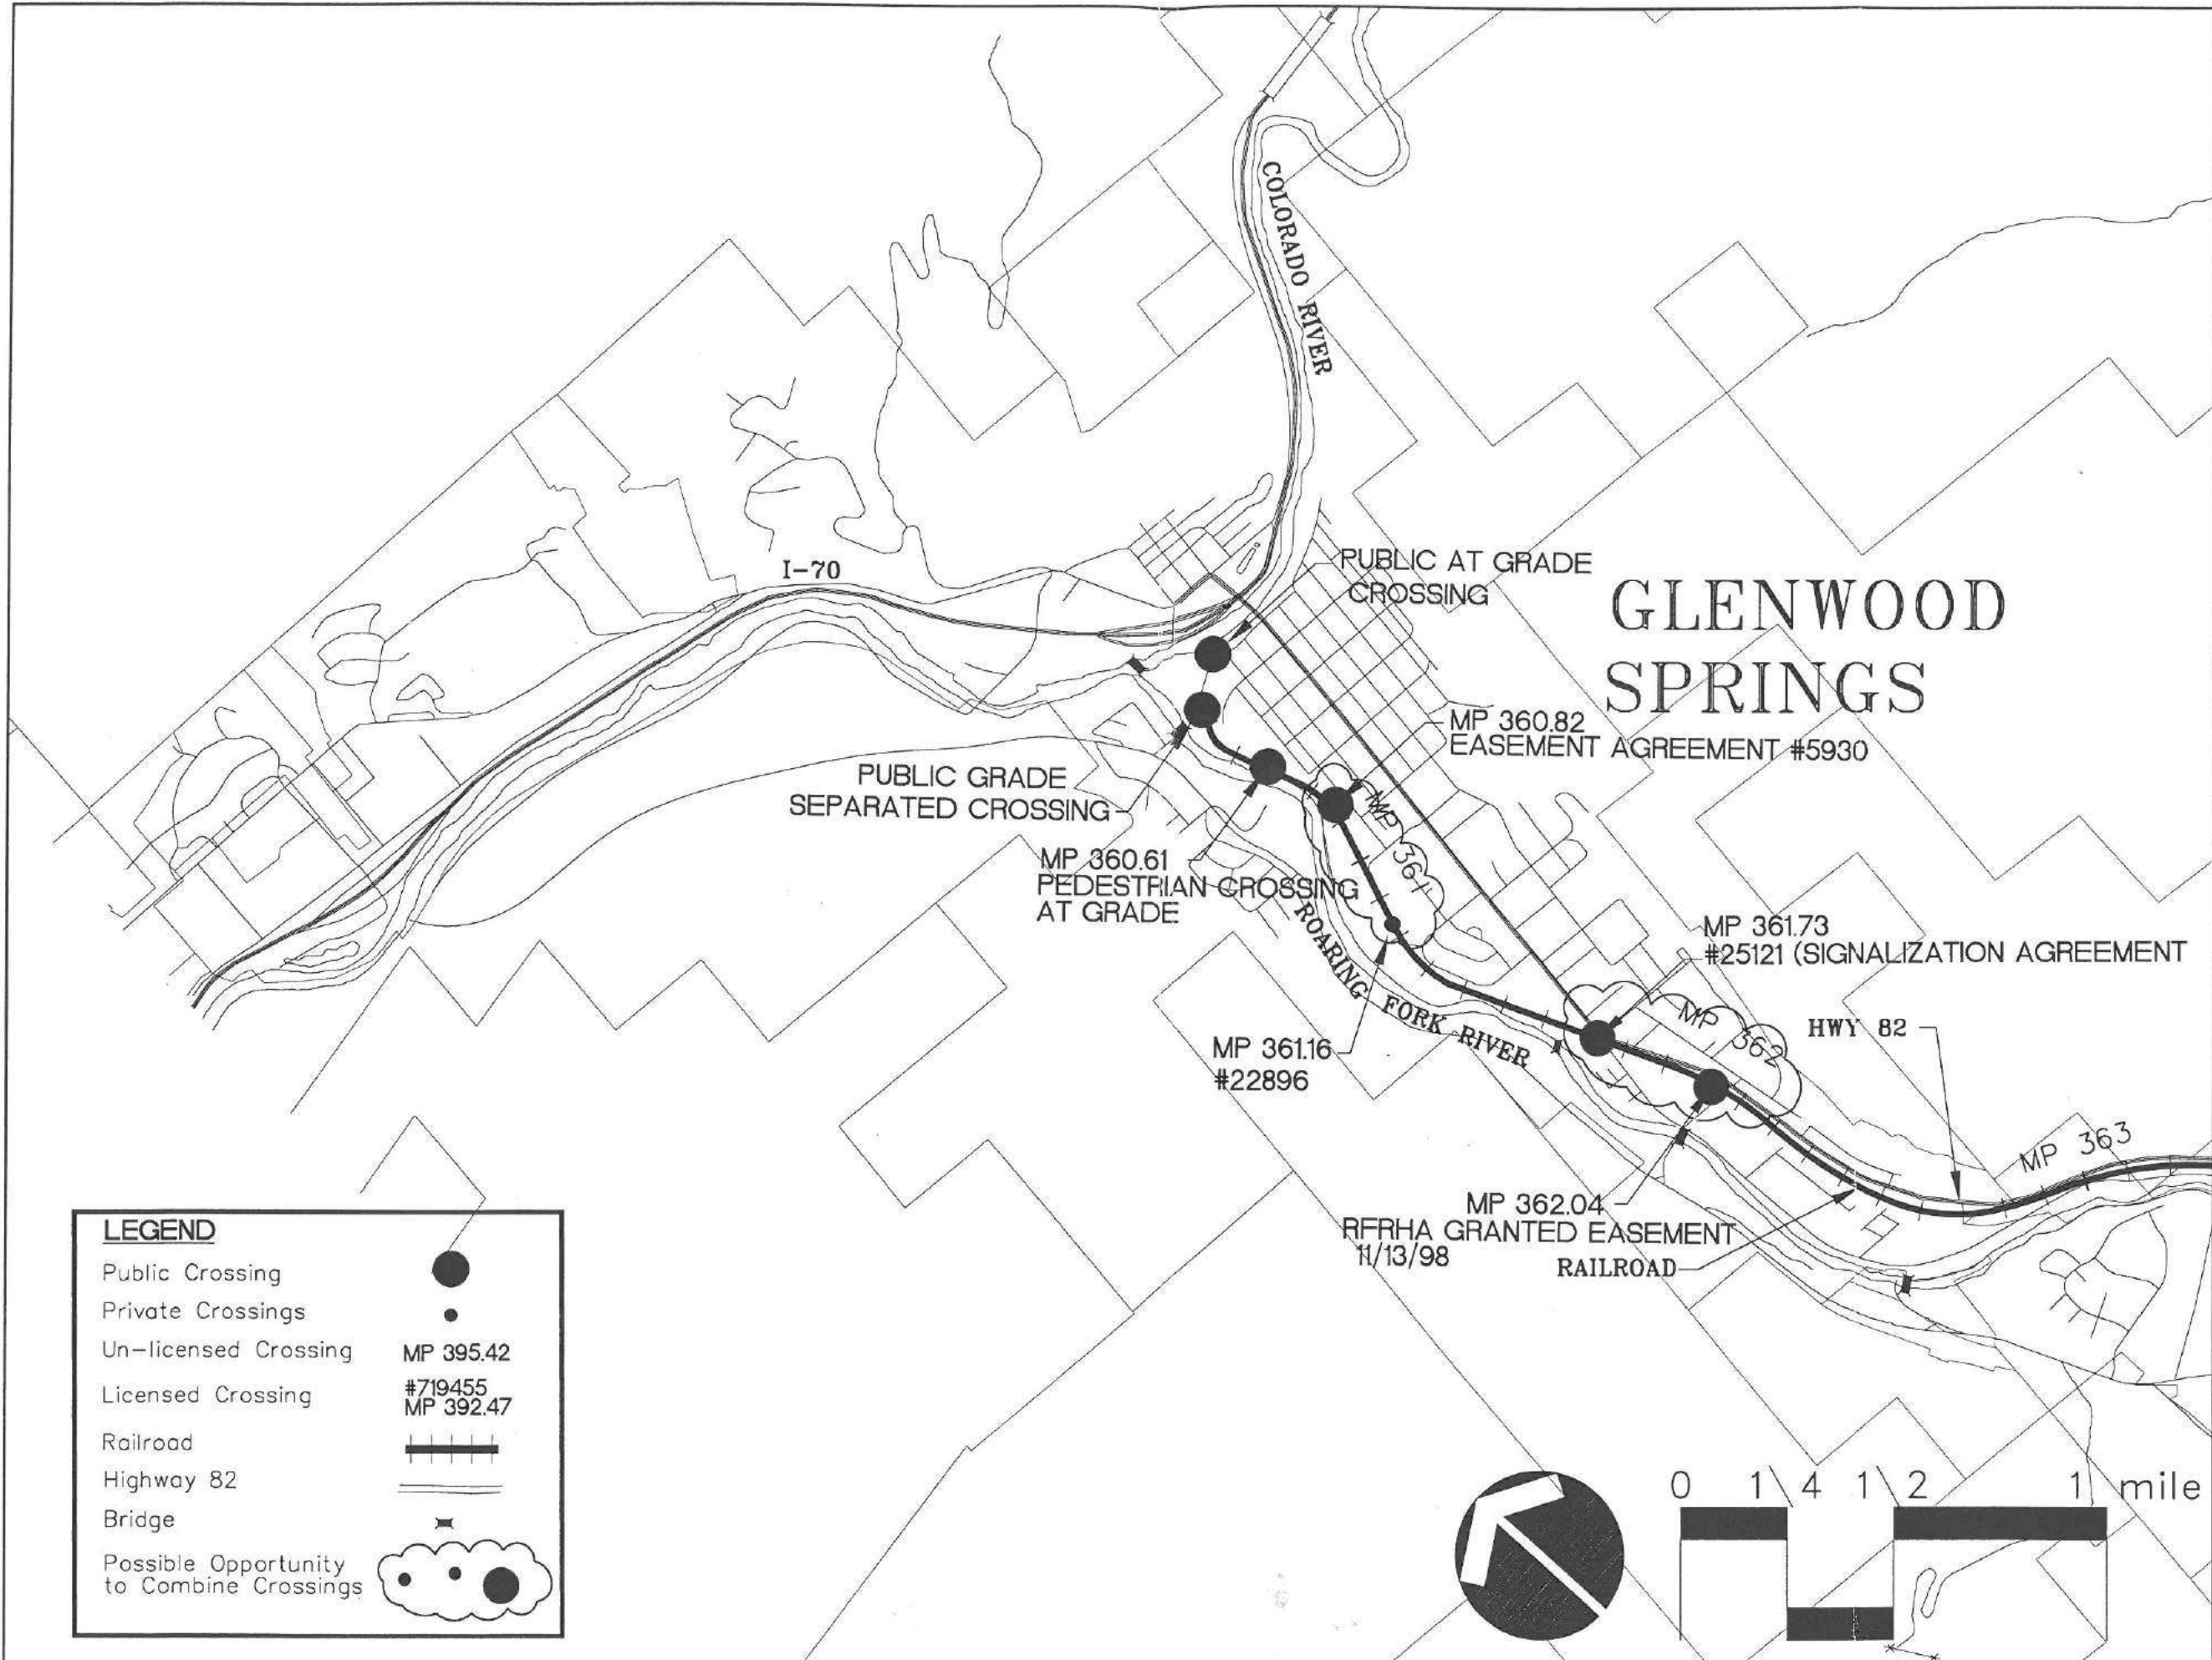 COLORADO RIVER
I-70
PUBLIC AT GRADE
CROSSING
GLENWOOD
SPRINGS
MP 360.82
EASEMENT AGREEMENT #5930
PUBLIC GRADE
SEPARATED CROSSING
MP 361
MP 360.61
PEDESTRIAN CROSSING
AT GRADE
ROARING FORK RIVER
MP 361.73
#25121 (SIGNALIZATION AGREEMENT
MP 362
HWY 82
MP 361.16
#22896
MP 363
MP 362.04
RFRHA GRANTED EASEMENT
11/13/98
RAILROAD
LEGEND
Public Crossing
Private Crossings
Un-licensed Crossing MP 395.42
Licensed Crossing #719455
MP 392.47
Railroad
Highway 82
Bridge
Possible Opportunity
to Combine Crossings
0 1\4 1\2 1 mile